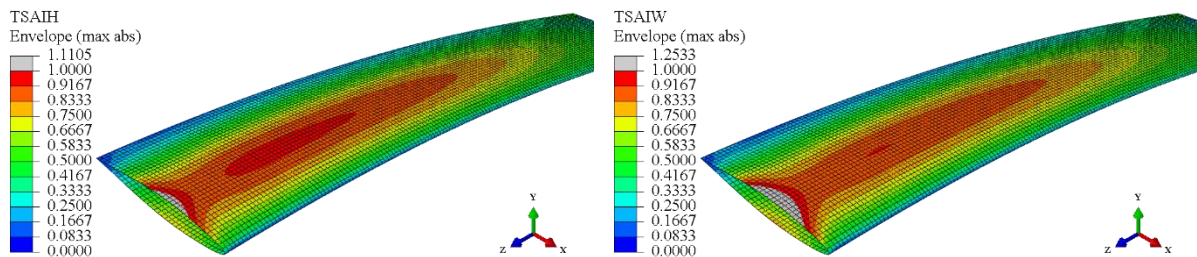 TSAIH
Envelope (max abs)
1.1105
1.0000
0.9167
0.8333
0.7500
0.6667
0.5833
0.5000
0.4167
0.3333
0.2500
0.1667
0.0833
0.0000
Y
Z
X
TSAIW
Envelope (max abs)
1.2533
1.0000
0.9167
0.8333
0.7500
0.6667
0.5833
0.5000
0.4167
0.3333
0.2500
0.1667
0.0833
0.0000
Y
Z
X